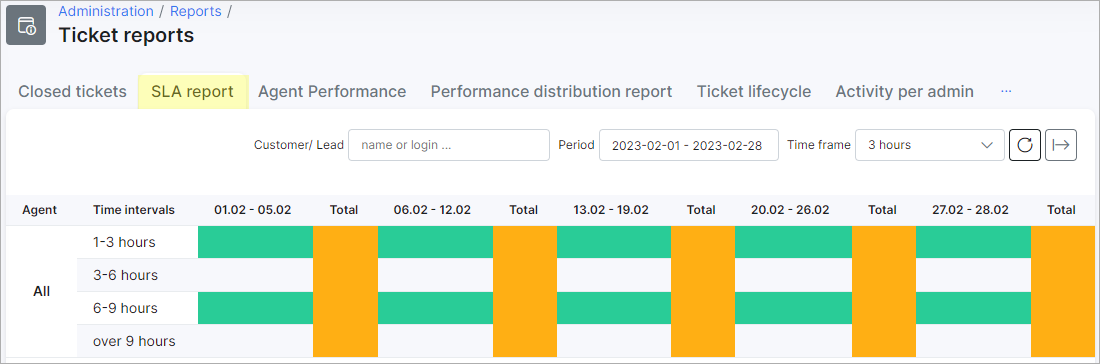 Administration / Reports /
Ticket reports
Closed tickets SLA report Agent Performance Performance distribution report Ticket lifecycle Activity per admin ...
Customer/ Lead name or login ... Period 2023-02-01 - 2023-02-28 Time frame 3 hours
Agent Time intervals 01.02 - 05.02 Total 06.02 - 12.02 Total 13.02 - 19.02 Total 20.02 - 26.02 Total 27.02 - 28.02 Total
1-3 hours
3-6 hours
All
6-9 hours
over 9 hours